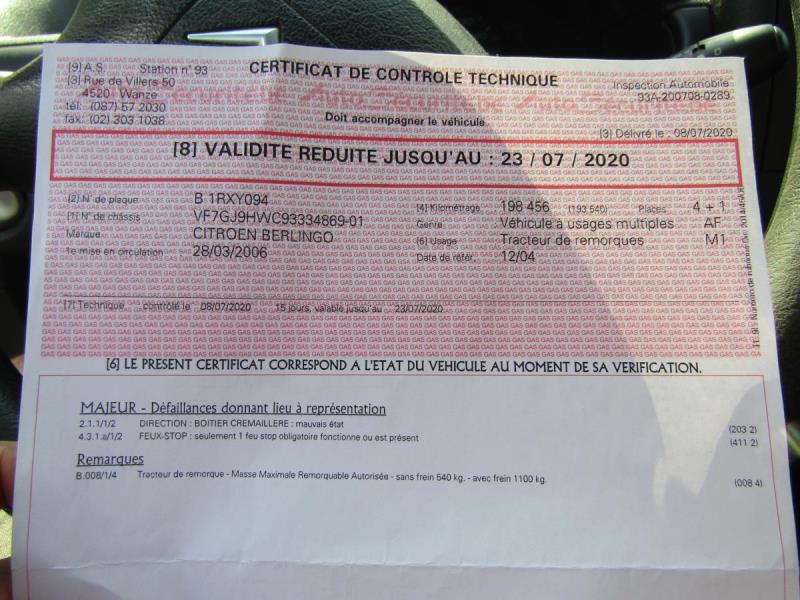 [9] A.S. Station n° 93
CERTIFICAT DE CONTROLE TECHNIQUE
Inspection Automobile
[3] Rue de Villers 50
93A-200708-0289
4520 Wanze
tél: (087) 57 2030
fax: (02) 303 1038
Doit accompagner le véhicule
[3] Délivré le : 08/07/2020
[8] VALIDITE REDUITE JUSQU'AU : 23 / 07 / 2020
[2] N° de plaque B 1RXY094 [4] Kilométrage 198 456 (193 540) Places 4 + 1
[1] N° de chassis VF7GJ9HWC93334869-01 Genre Véhicule à usages multiples AF
Marque CITROEN BERLINGO [6] Usage Tracteur de remorques M1
1e mise en circulation 28/03/2006 Date de référ. 12/04
[7] Technique contrôlé le 08/07/2020 15 jours, valable jusqu'au 23/07/2020
[6] LE PRESENT CERTIFICAT CORRESPOND A L'ETAT DU VEHICULE AU MOMENT DE SA VERIFICATION.
MAJEUR - Défaillances donnant lieu à représentation
2.1.1/1/2 DIRECTION : BOITIER CREMAILLERE : mauvais état (203 2)
4.3.1.a/1/2 FEUX-STOP : seulement 1 feu stop obligatoire fonctionne ou est présent (411 2)
Remarques
B.008/1/4 Tracteur de remorque - Masse Maximale Remorquable Autorisée - sans frein 540 kg. - avec frein 1100 kg. (008 4)